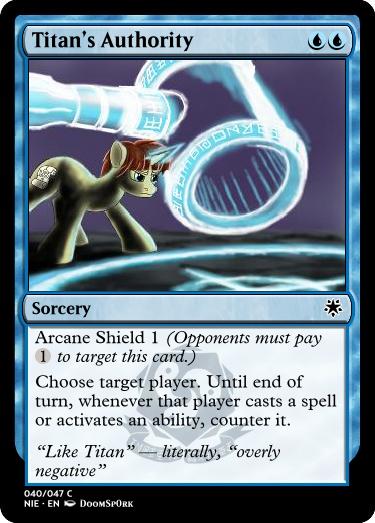 Titan's Authority
Sorcery
Arcane Shield 1 (Opponents must pay
1 to target this card.)
Choose target player. Until end of
turn, whenever that player casts a spell
or activates an ability, counter it.
“Like Titan” — literally, “overly
negative”
040/047 C
NIE • EN DoomSp0rk